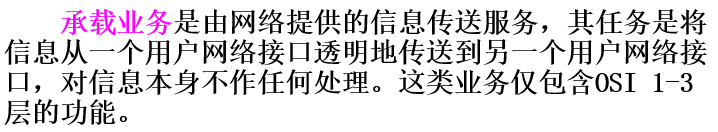 承载业务是由网络提供的信息传送服务，其任务是将
信息从一个用户网络接口透明地传送到另一个用户网络接
口，对信息本身不作任何处理。这类业务仅包含OSI 1-3
层的功能。